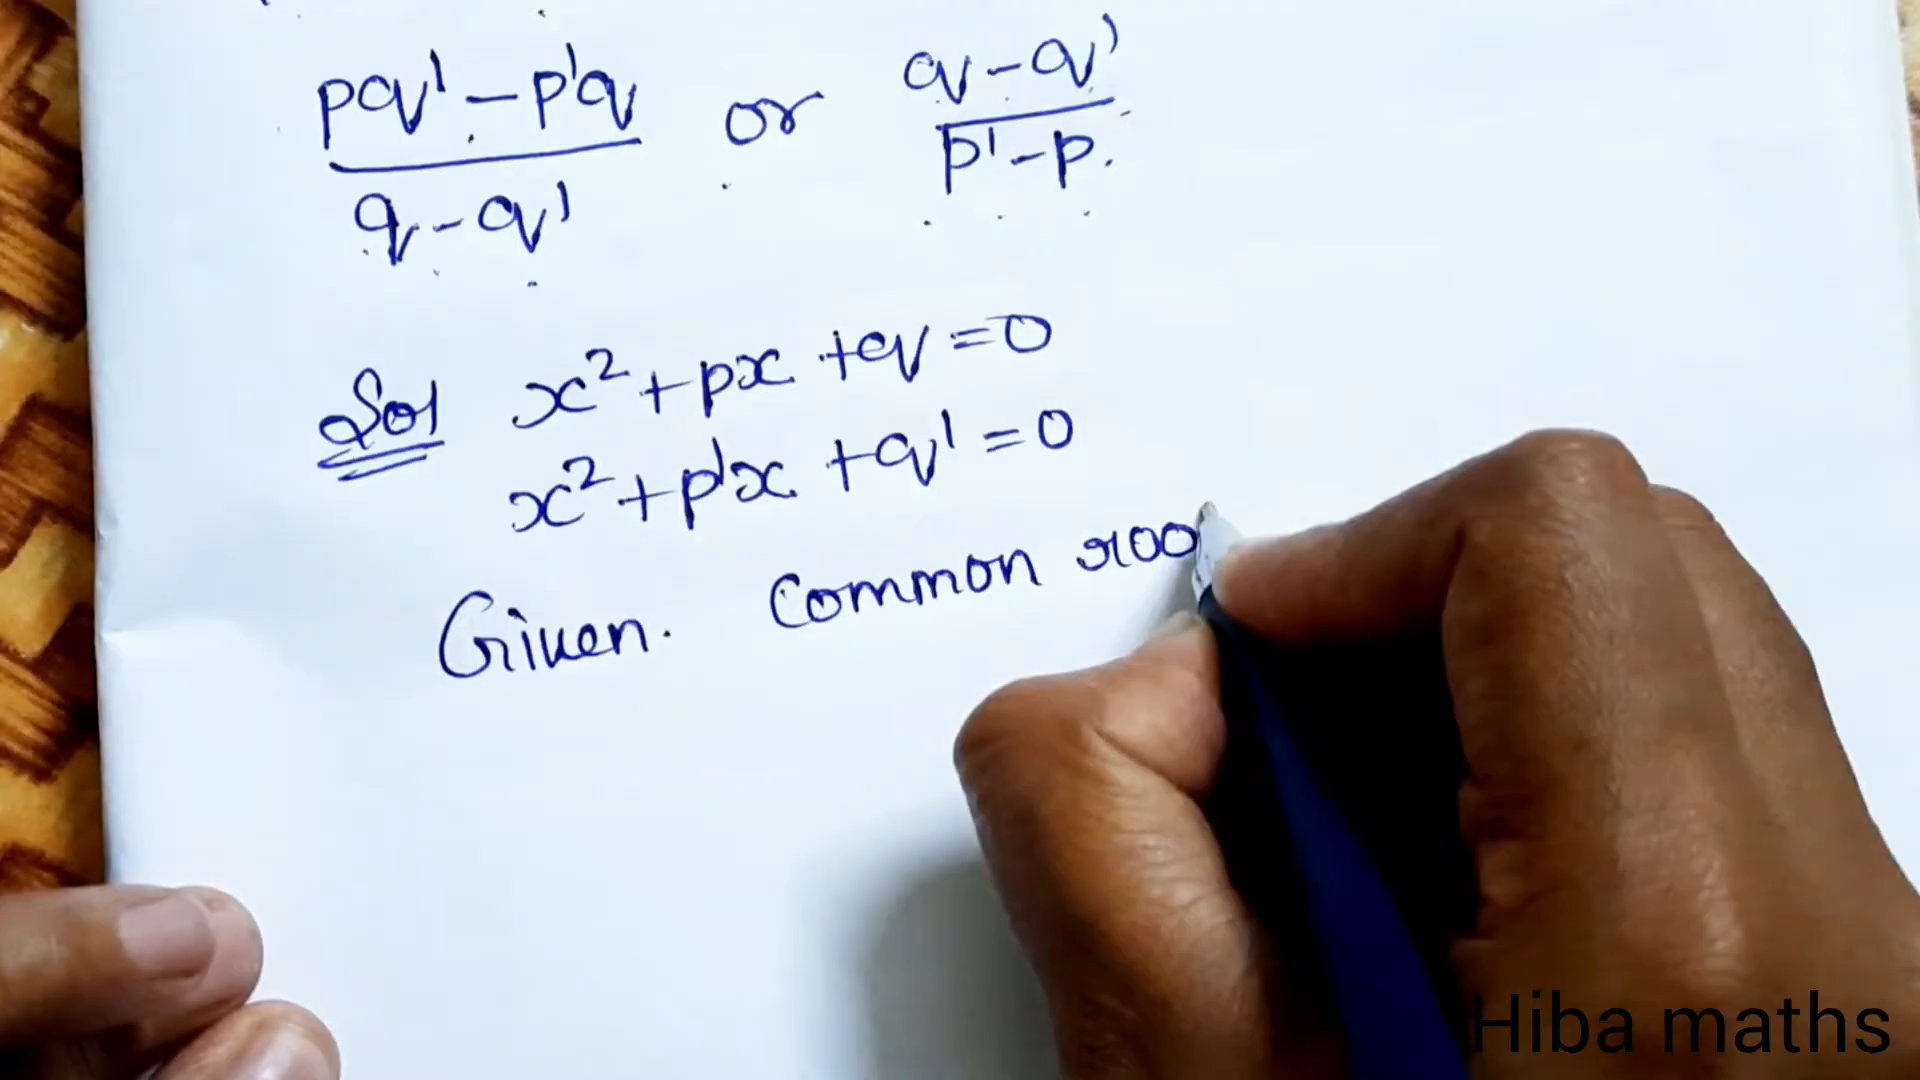 pq' - p'q
q - q'
or
q - q'
p' - p.
Sol x² + px + q = 0
x² + p'x + q' = 0
Given. Common roo
Hiba maths